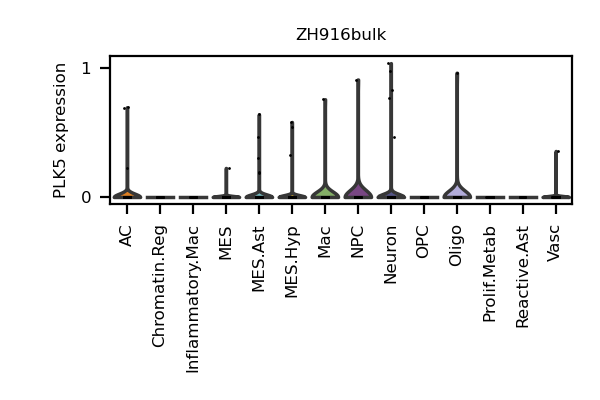 ZH916bulk
PLK5 expression
1
0
AC
Chromatin.Reg
Inflammatory.Mac
MES
MES.Ast
MES.Hyp
Mac
NPC
Neuron
OPC
Oligo
Prolif.Metab
Reactive.Ast
Vasc